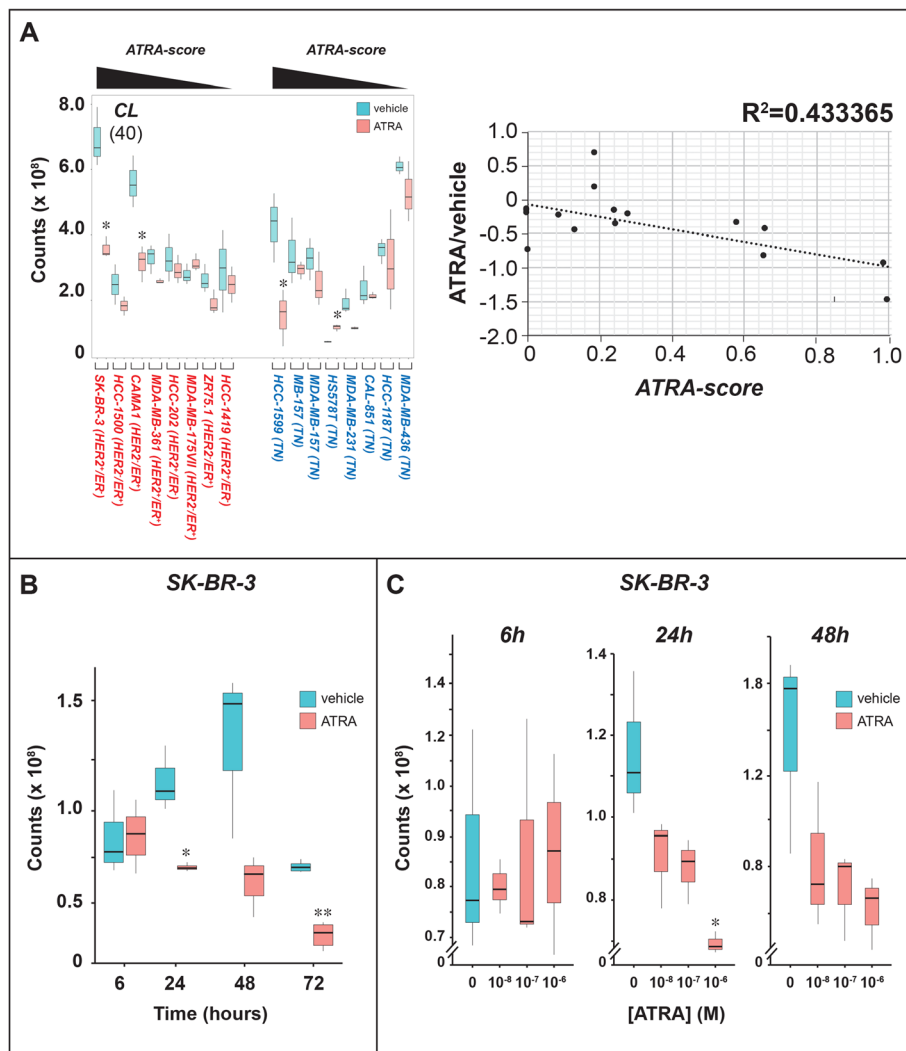 A
ATRA-score
ATRA-score
CL
(40)
vehicle
ATRA
8.0
6.0
4.0
2.0
0
Counts (x 10⁸)
SK-BR-3 (HER2⁺/ER⁻)
HCC-1500 (HER2⁻/ER⁺)
CAMA1 (HER2⁻/ER⁺)
MDA-MB-361 (HER2⁺/ER⁺)
HCC-202 (HER2⁺/ER⁻)
MDA-MB-175VII (HER2⁻/ER⁺)
ZR75.1 (HER2⁻/ER⁺)
HCC-1419 (HER2⁺/ER⁻)
HCC-1599 (TN)
MB-157 (TN)
MDA-MB-157 (TN)
HS578T (TN)
MDA-MB-231 (TN)
CAL-851 (TN)
HCC-1187 (TN)
MDA-MB-436 (TN)
*
*
*
*
R²=0.433365
ATRA/vehicle
1.0
0.5
0
-0.5
-1.0
-1.5
-2.0
0
0.2
0.4
0.6
0.8
1.0
ATRA-score
B
SK-BR-3
vehicle
ATRA
Counts (x 10⁸)
1.5
1.0
0.5
0
*
**
6
24
48
72
Time (hours)
C
SK-BR-3
6h
24h
48h
vehicle
ATRA
Counts (x 10⁸)
1.4
1.3
1.2
1.0
0.9
0.8
0.7
0
1.4
1.2
1.0
0.8
0
*
1.8
1.2
0.8
0
0
10⁻⁸
10⁻⁷
10⁻⁶
0
10⁻⁸
10⁻⁷
10⁻⁶
0
10⁻⁸
10⁻⁷
10⁻⁶
[ATRA] (M)